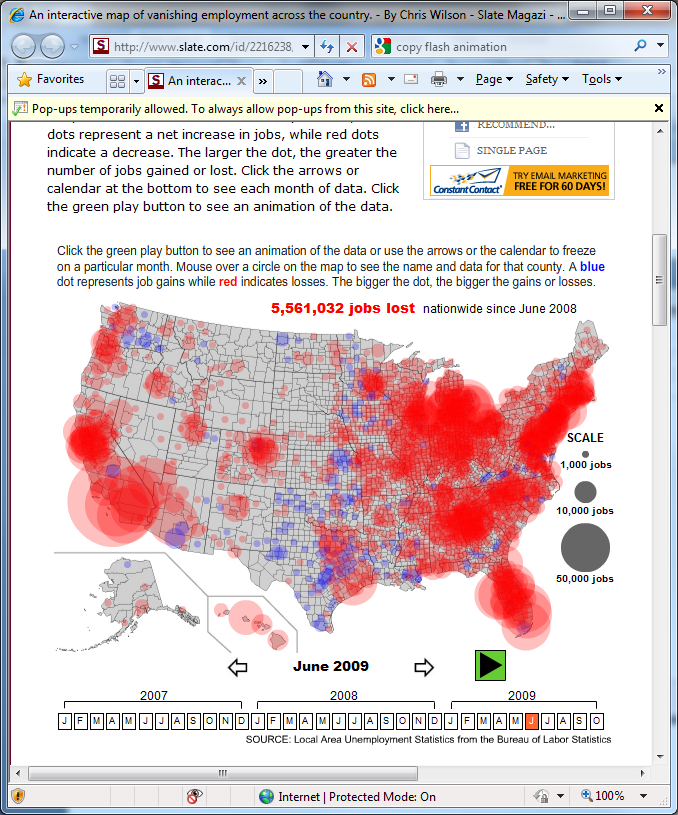 An interactive map of vanishing employment across the country. - By Chris Wilson - Slate Magazi - ...
http://www.slate.com/id/2216238,
copy flash animation
Favorites
An interac...
»
Page
Safety
Tools
»
Pop-ups temporarily allowed. To always allow pop-ups from this site, click here...
dots represent a net increase in jobs, while red dots
indicate a decrease. The larger the dot, the greater the
number of jobs gained or lost. Click the arrows or
calendar at the bottom to see each month of data. Click
the green play button to see an animation of the data.
RECOMMEND...
SINGLE PAGE
Constant Contact
TRY EMAIL MARKETING
FREE FOR 60 DAYS!
Click the green play button to see an animation of the data or use the arrows or the calendar to freeze
on a particular month. Mouse over a circle on the map to see the name and data for that county. A blue
dot represents job gains while red indicates losses. The bigger the dot, the bigger the gains or losses.
5,561,032 jobs lost nationwide since June 2008
SCALE
1,000 jobs
10,000 jobs
50,000 jobs
June 2009
2007 2008 2009
J F M A M J J A S O N D J F M A M J J A S O N D J F M A M J J A S O
SOURCE: Local Area Unemployment Statistics from the Bureau of Labor Statistics
Internet | Protected Mode: On
100%